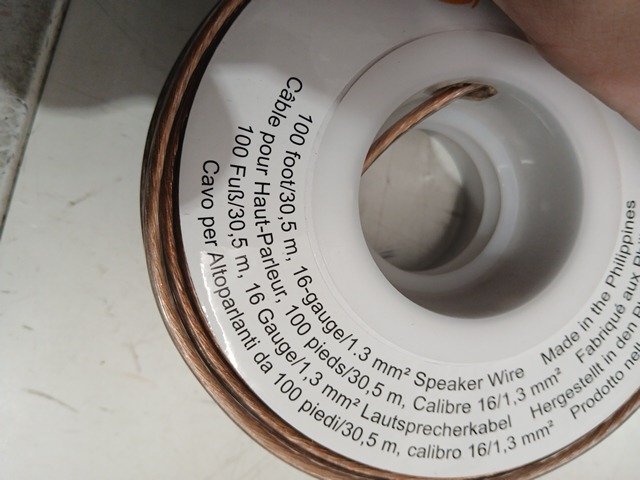 100 foot/30,5 m, 16-gauge/1.3 mm² Speaker Wire Made in the Philippines
Câble pour Haut-Parleur, 100 pieds/30,5 m, Calibre 16/1,3 mm² Fabriqué aux
100 Fuß/30,5 m, 16 Gauge/1,3 mm² Lautsprecherkabel Hergestellt in den
Cavo per Altoparlanti da 100 piedi/30,5 m, calibro 16/1,3 mm² Prodotto